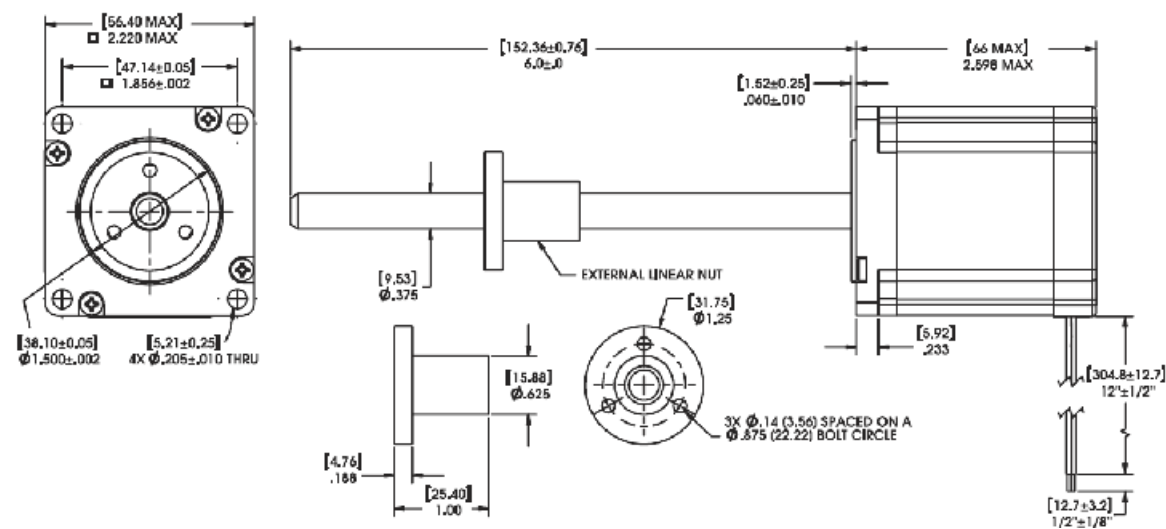 [56.40 MAX]
□ 2.220 MAX
[47.14±0.05]
□ 1.856±.002
[152.36±0.76]
6.0±.0
[66 MAX]
2.598 MAX
[1.52±0.25]
.060±.010
[9.53]
Ø.375
EXTERNAL LINEAR NUT
[38.10±0.05]
Ø1.500±.002
[5.21±0.25]
4X Ø.205±.010 THRU
[31.75]
Ø1.25
[5.92]
.233
[15.88]
Ø.625
[304.8±12.7]
12"±1/2"
3X Ø.14 (3.56) SPACED ON A
Ø.875 (22.22) BOLT CIRCLE
[4.76]
.188
[25.40]
1.00
[12.7±3.2]
1/2"±1/8"